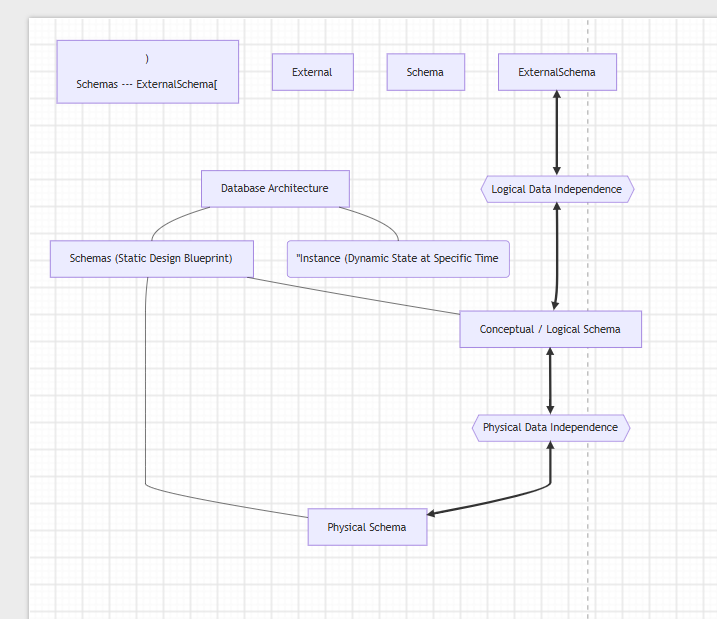 )
Schemas --- ExternalSchema[
External
Schema
ExternalSchema
Logical Data Independence
Database Architecture
Schemas (Static Design Blueprint)
"Instance (Dynamic State at Specific Time
Conceptual / Logical Schema
Physical Data Independence
Physical Schema